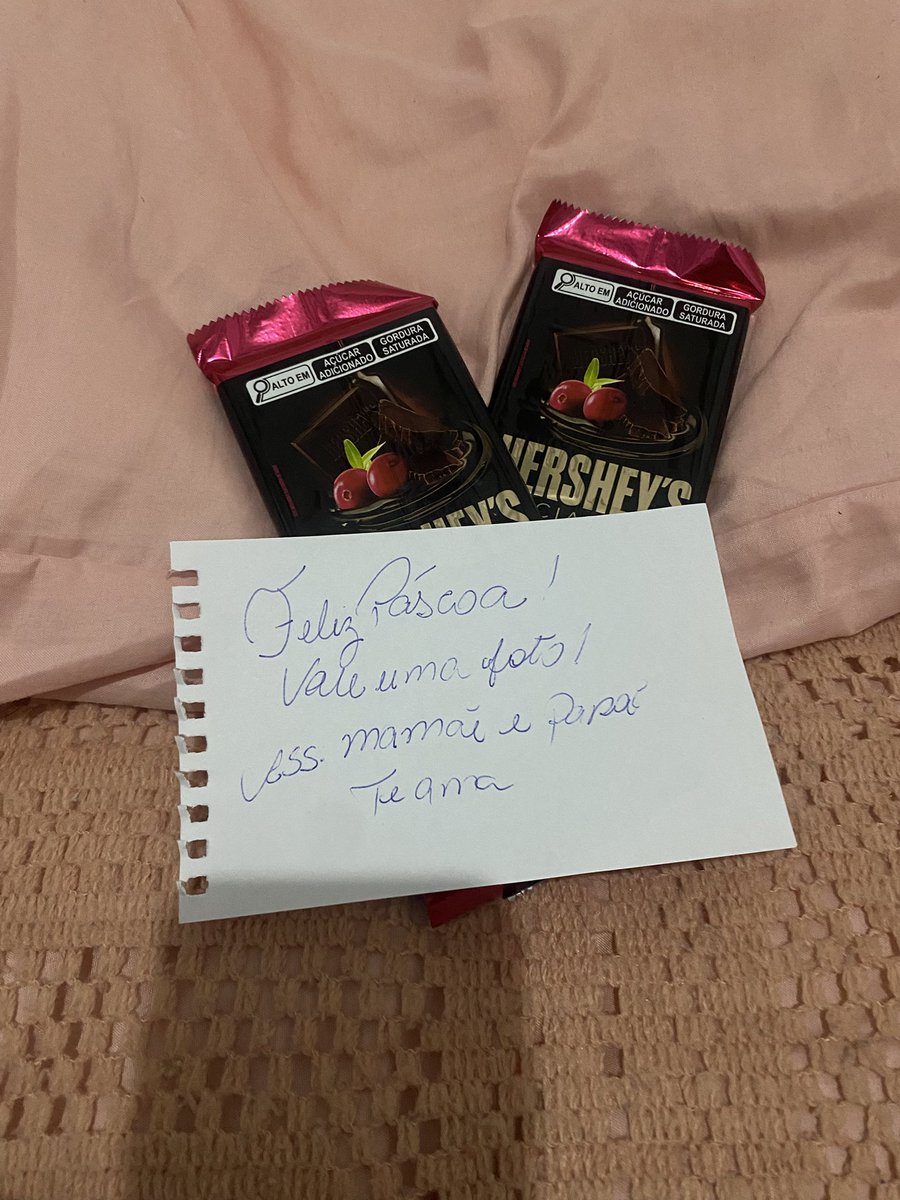 ALTO EM
AÇÚCAR
ADICIONADO
GORDURA
SATURADA
HEY'S
ALTO EM
AÇÚCAR
ADICIONADO
GORDURA
SATURADA
HERSHEY'S
Feliz Páscoa!
Vale uma foto!
Ass. mamãe e papai
Te ama